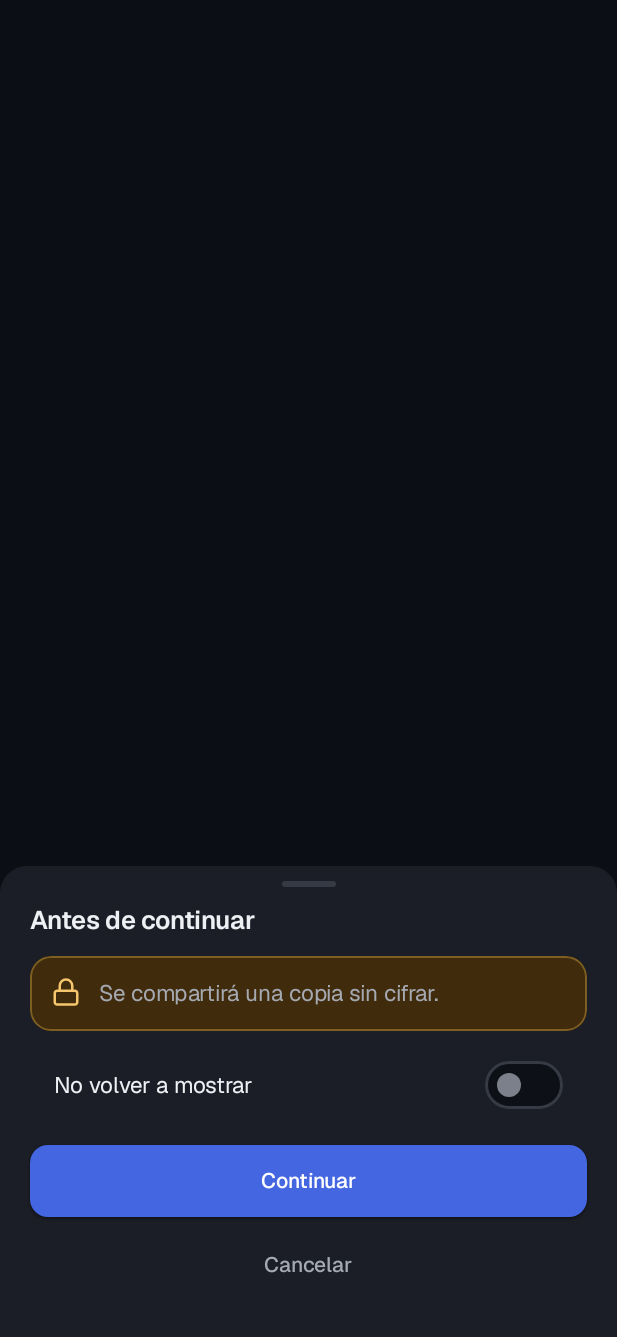 Antes de continuar
Se compartirá una copia sin cifrar.
No volver a mostrar
Continuar
Cancelar